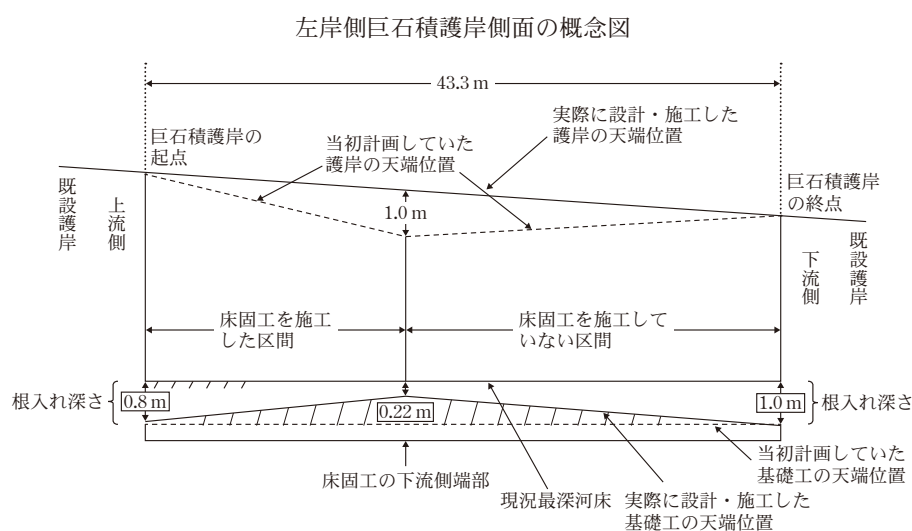 左岸側巨石積護岸側面の概念図
43.3 m
実際に設計・施工した
護岸の天端位置
巨石積護岸の
起点
当初計画していた
護岸の天端位置
巨石積護岸
の終点
1.0 m
既設護岸
上流側
下流側
既設護岸
床固工を施工
した区間
床固工を施工して
いない区間
根入れ深さ
0.8 m
0.22 m
1.0 m
根入れ深さ
当初計画していた
基礎工の天端位置
床固工の下流側端部
現況最深河床
実際に設計・施工した
基礎工の天端位置